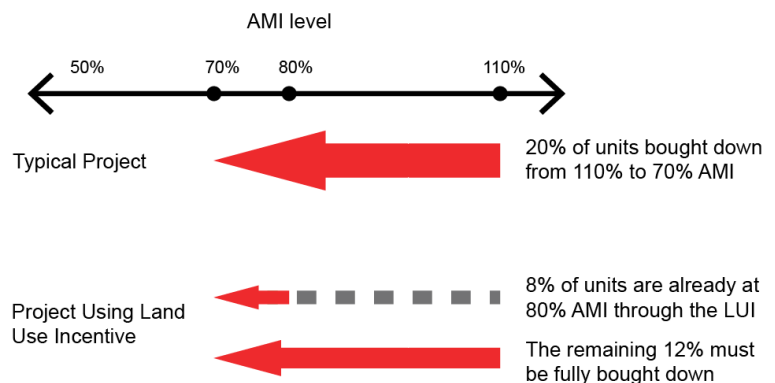 AMI level
50% 70% 80% 110%
Typical Project
20% of units bought down
from 110% to 70% AMI
Project Using Land
Use Incentive
8% of units are already at
80% AMI through the LUI
The remaining 12% must
be fully bought down